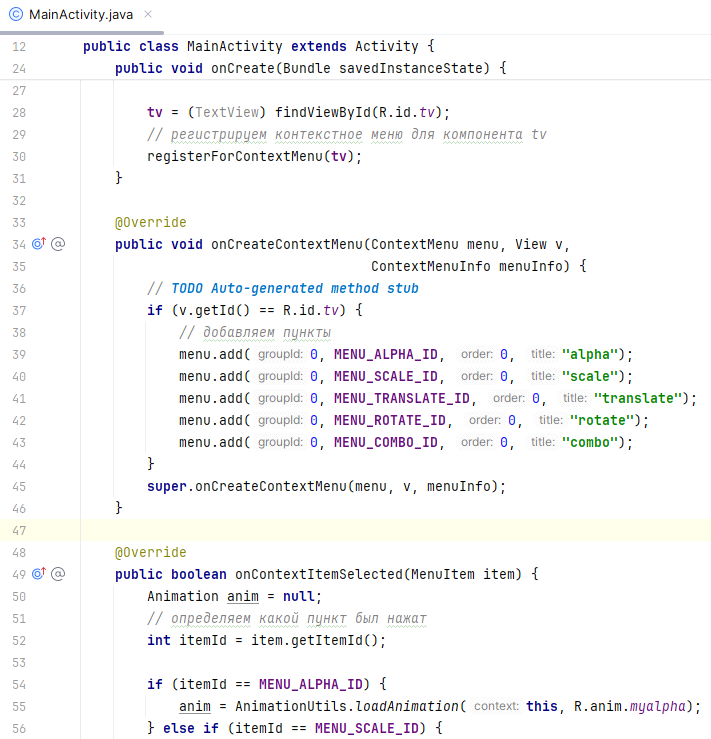 MainActivity.java
12 public class MainActivity extends Activity {
24 public void onCreate(Bundle savedInstanceState) {
27
28 tv = (TextView) findViewById(R.id.tv);
29 // регистрируем контекстное меню для компонента tv
30 registerForContextMenu(tv);
31 }
32
33 @Override
34 public void onCreateContextMenu(ContextMenu menu, View v,
35 ContextMenuInfo menuInfo) {
36 // TODO Auto-generated method stub
37 if (v.getId() == R.id.tv) {
38 // добавляем пункты
39 menu.add( groupId: 0, MENU_ALPHA_ID, order: 0, title: "alpha");
40 menu.add( groupId: 0, MENU_SCALE_ID, order: 0, title: "scale");
41 menu.add( groupId: 0, MENU_TRANSLATE_ID, order: 0, title: "translate");
42 menu.add( groupId: 0, MENU_ROTATE_ID, order: 0, title: "rotate");
43 menu.add( groupId: 0, MENU_COMBO_ID, order: 0, title: "combo");
44 }
45 super.onCreateContextMenu(menu, v, menuInfo);
46 }
47
48 @Override
49 public boolean onContextItemSelected(MenuItem item) {
50 Animation anim = null;
51 // определяем какой пункт был нажат
52 int itemId = item.getItemId();
53
54 if (itemId == MENU_ALPHA_ID) {
55 anim = AnimationUtils.loadAnimation( context: this, R.anim.myalpha);
56 } else if (itemId == MENU_SCALE_ID) {